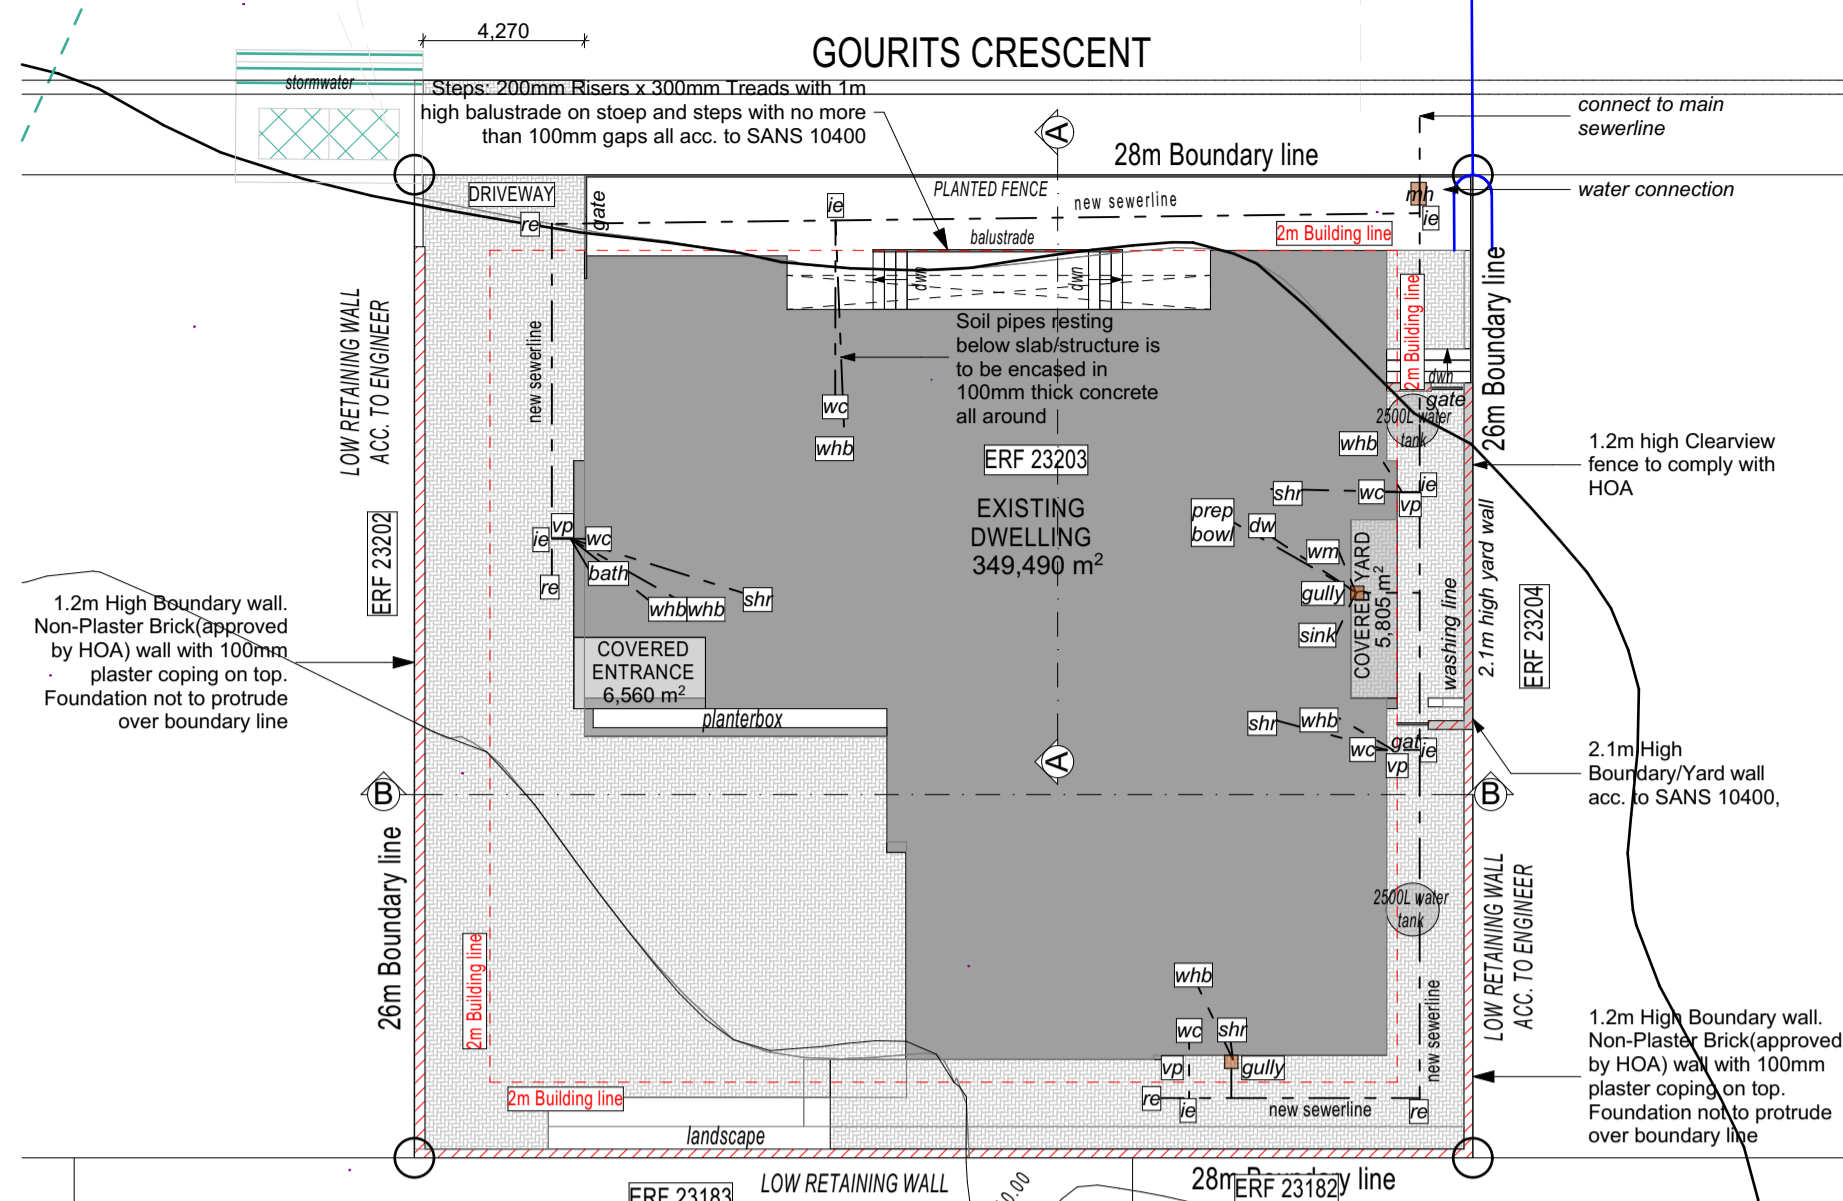 4,270
GOURITS CRESCENT
stormwater
Steps: 200mm Risers x 300mm Treads with 1m
high balustrade on stoep and steps with no more
than 100mm gaps all acc. to SANS 10400
A
28m Boundary line
connect to main
sewerline
water connection
DRIVEWAY
gate
re
ie
PLANTED FENCE
new sewerline
mh
ie
balustrade
2m Building line
dwn
dwn
2m Building line
26m Boundary line
LOW RETAINING WALL
ACC. TO ENGINEER
new sewerline
Soil pipes resting
below slab/structure is
to be encased in
100mm thick concrete
all around
dwn
gate
2500L water
tank
wc
whb
whb
ERF 23203
1.2m high Clearview
fence to comply with
HOA
EXISTING
DWELLING
349,490 m²
shr
wc
ie
vp
prep
bowl
dw
wm
gully
sink
COVERED YARD
5,805 m²
washing line
2.1m high yard wall
ERF 23204
ERF 23202
vp
ie
wc
bath
re
whb
whb
shr
1.2m High Boundary wall.
Non-Plaster Brick(approved
by HOA) wall with 100mm
plaster coping on top.
Foundation not to protrude
over boundary line
COVERED
ENTRANCE
6,560 m²
planterbox
shr
whb
wc
gat
ie
vp
2.1m High
Boundary/Yard wall
acc. to SANS 10400,
A
B
B
26m Boundary line
2m Building line
2500L water
tank
LOW RETAINING WALL
ACC. TO ENGINEER
whb
wc
shr
vp
gully
new sewerline
1.2m High Boundary wall.
Non-Plaster Brick(approved
by HOA) wall with 100mm
plaster coping on top.
Foundation not to protrude
over boundary line
2m Building line
re
ie
new sewerline
re
landscape
LOW RETAINING WALL
28m Boundary line
ERF 23183
ERF 23182